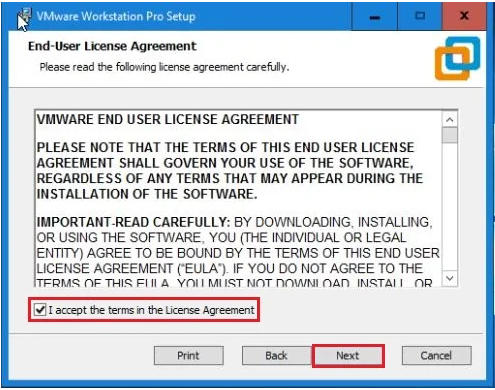 VMware Workstation Pro Setup
End-User License Agreement
Please read the following license agreement carefully.
VMWARE END USER LICENSE AGREEMENT
PLEASE NOTE THAT THE TERMS OF THIS END USER LICENSE
AGREEMENT SHALL GOVERN YOUR USE OF THE SOFTWARE,
REGARDLESS OF ANY TERMS THAT MAY APPEAR DURING THE
INSTALLATION OF THE SOFTWARE.
IMPORTANT-READ CAREFULLY: BY DOWNLOADING, INSTALLING,
OR USING THE SOFTWARE, YOU (THE INDIVIDUAL OR LEGAL
ENTITY) AGREE TO BE BOUND BY THE TERMS OF THIS END USER
LICENSE AGREEMENT ("EULA"). IF YOU DO NOT AGREE TO THE
TERMS OF THIS EULA, YOU MUST NOT DOWNLOAD, INSTALL, OR
I accept the terms in the License Agreement
Print Back Next Cancel